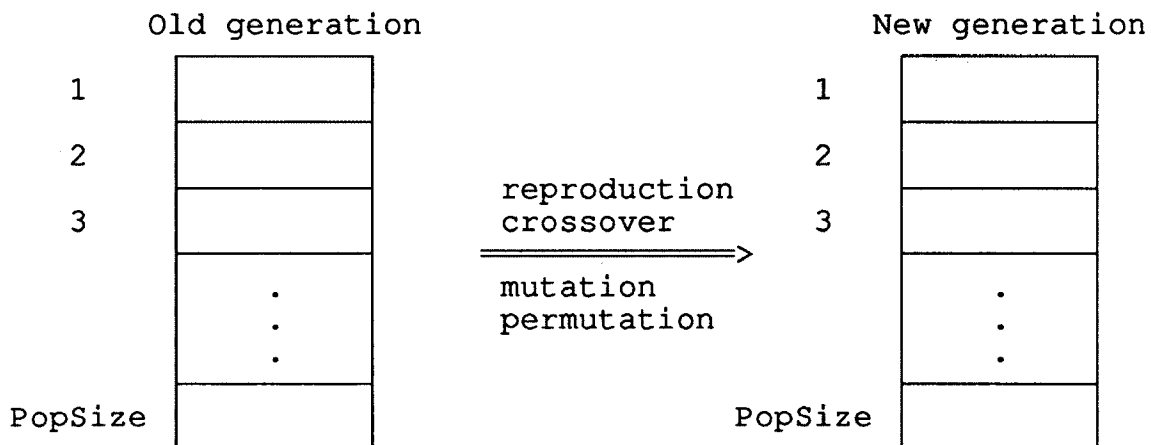 Old generation
New generation
1
1
2
2
reproduction
3
crossover
3
mutation
permutation
PopSize
PopSize